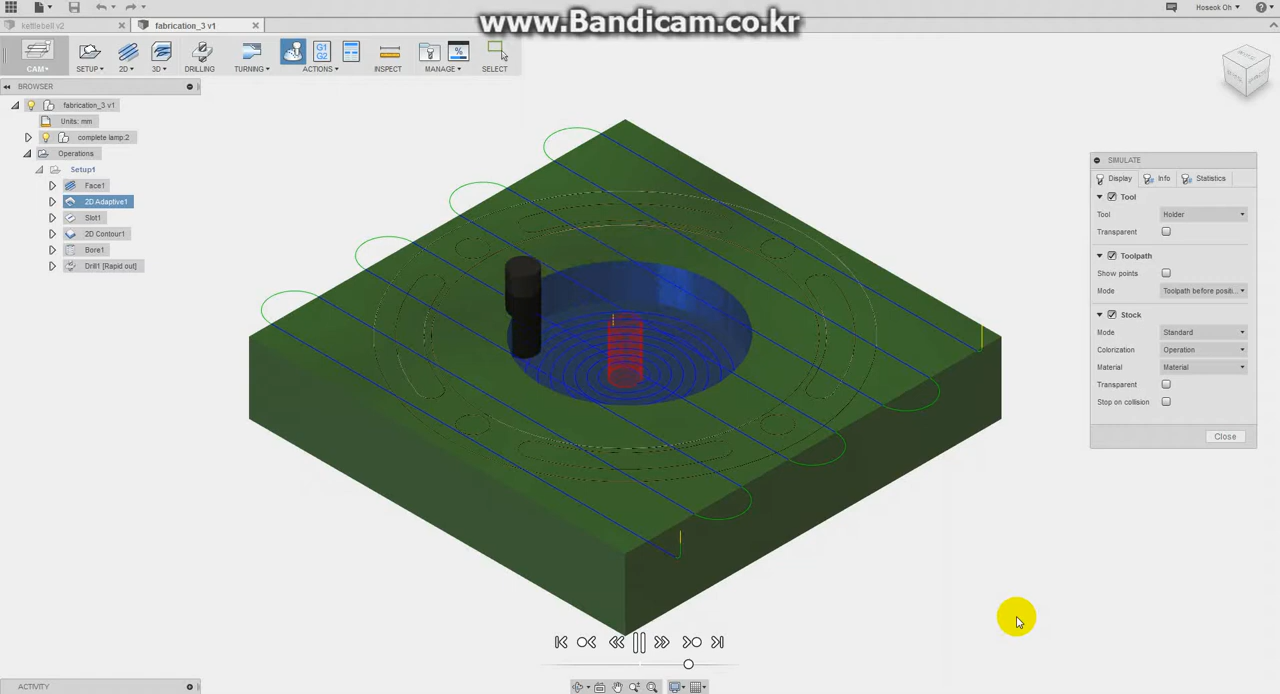 Hoseok Oh
www.Bandicam.co.kr
kettlebell v2
fabrication_3 v1
CAM
SETUP
2D
3D
DRILLING
TURNING
G1
G2
ACTIONS
INSPECT
MANAGE
SELECT
BROWSER
fabrication_3 v1
Units: mm
complete lamp:2
Operations
Setup1
Face1
2D Adaptive1
Slot1
2D Contour1
Bore1
Drill1 [Rapid out]
SIMULATE
Display
Info
Statistics
Tool
Tool
Holder
Transparent
Toolpath
Show points
Mode
Toolpath before positi...
Stock
Mode
Standard
Colorization
Operation
Material
Material
Transparent
Stop on collision
Close
ACTIVITY